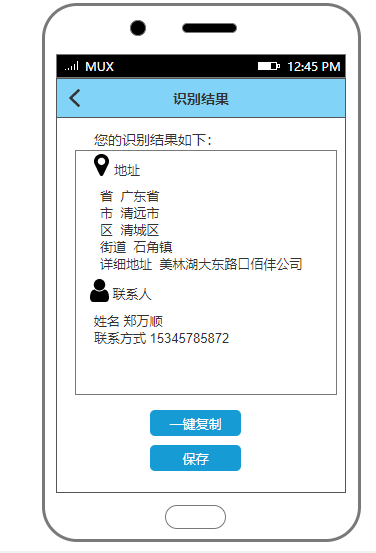 MUX 12:45 PM
识别结果
您的识别结果如下：
地址
省 广东省
市 清远市
区 清城区
街道 石角镇
详细地址 美林湖大东路口佰佳公司
联系人
姓名 郑万顺
联系方式 15345785872
一键复制
保存